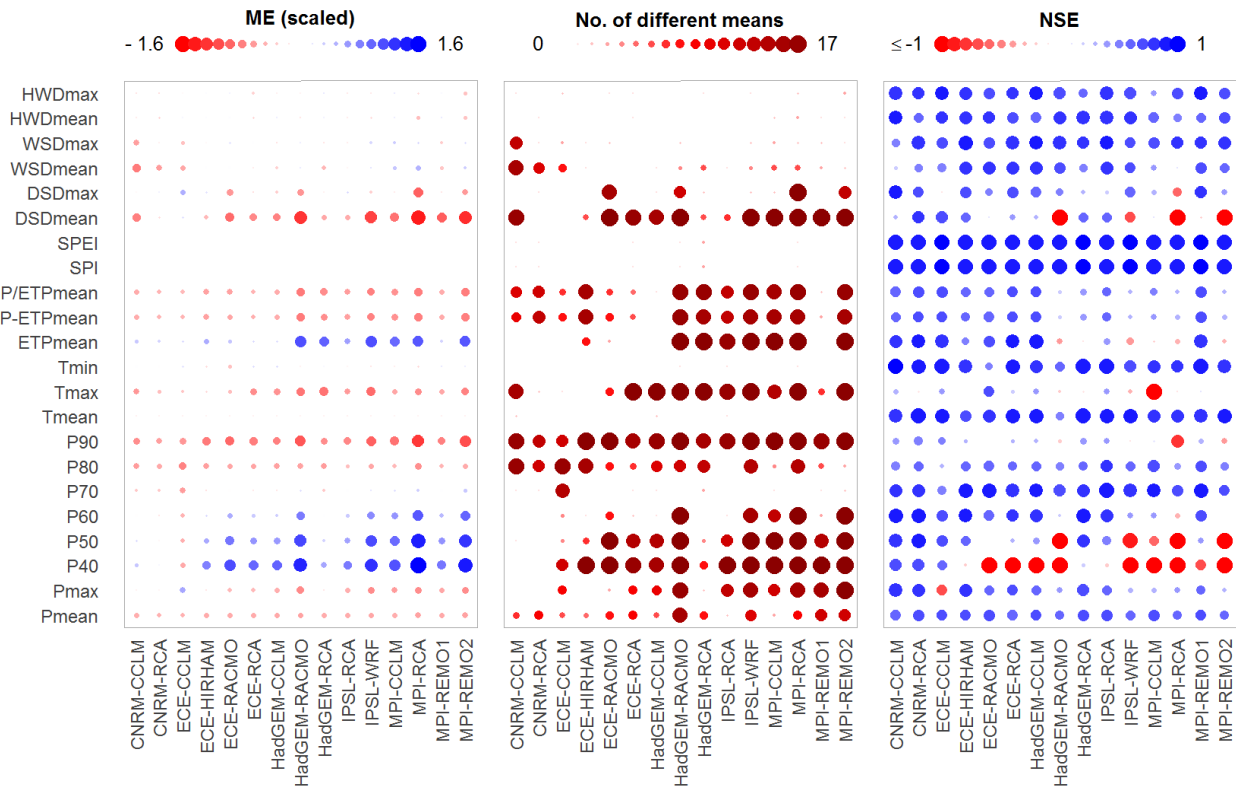 ME (scaled)
No. of different means
NSE
- 1.6
1.6
0
17
≤ -1
1
HWDmax
HWDmean
WSDmax
WSDmean
DSDmax
DSDmean
SPEI
SPI
P/ETPmean
P-ETPmean
ETPmean
Tmin
Tmax
Tmean
P90
P80
P70
P60
P50
P40
Pmax
Pmean
CNRM-CCLM
CNRM-RCA
ECE-CCLM
ECE-HIRHAM
ECE-RACMO
ECE-RCA
HadGEM-CCLM
HadGEM-RACMO
HadGEM-RCA
IPSL-RCA
IPSL-WRF
MPI-CCLM
MPI-RCA
MPI-REMO1
MPI-REMO2
CNRM-CCLM
CNRM-RCA
ECE-CCLM
ECE-HIRHAM
ECE-RACMO
ECE-RCA
HadGEM-CCLM
HadGEM-RACMO
HadGEM-RCA
IPSL-RCA
IPSL-WRF
MPI-CCLM
MPI-RCA
MPI-REMO1
MPI-REMO2
CNRM-CCLM
CNRM-RCA
ECE-CCLM
ECE-HIRHAM
ECE-RACMO
ECE-RCA
HadGEM-CCLM
HadGEM-RACMO
HadGEM-RCA
IPSL-RCA
IPSL-WRF
MPI-CCLM
MPI-RCA
MPI-REMO1
MPI-REMO2